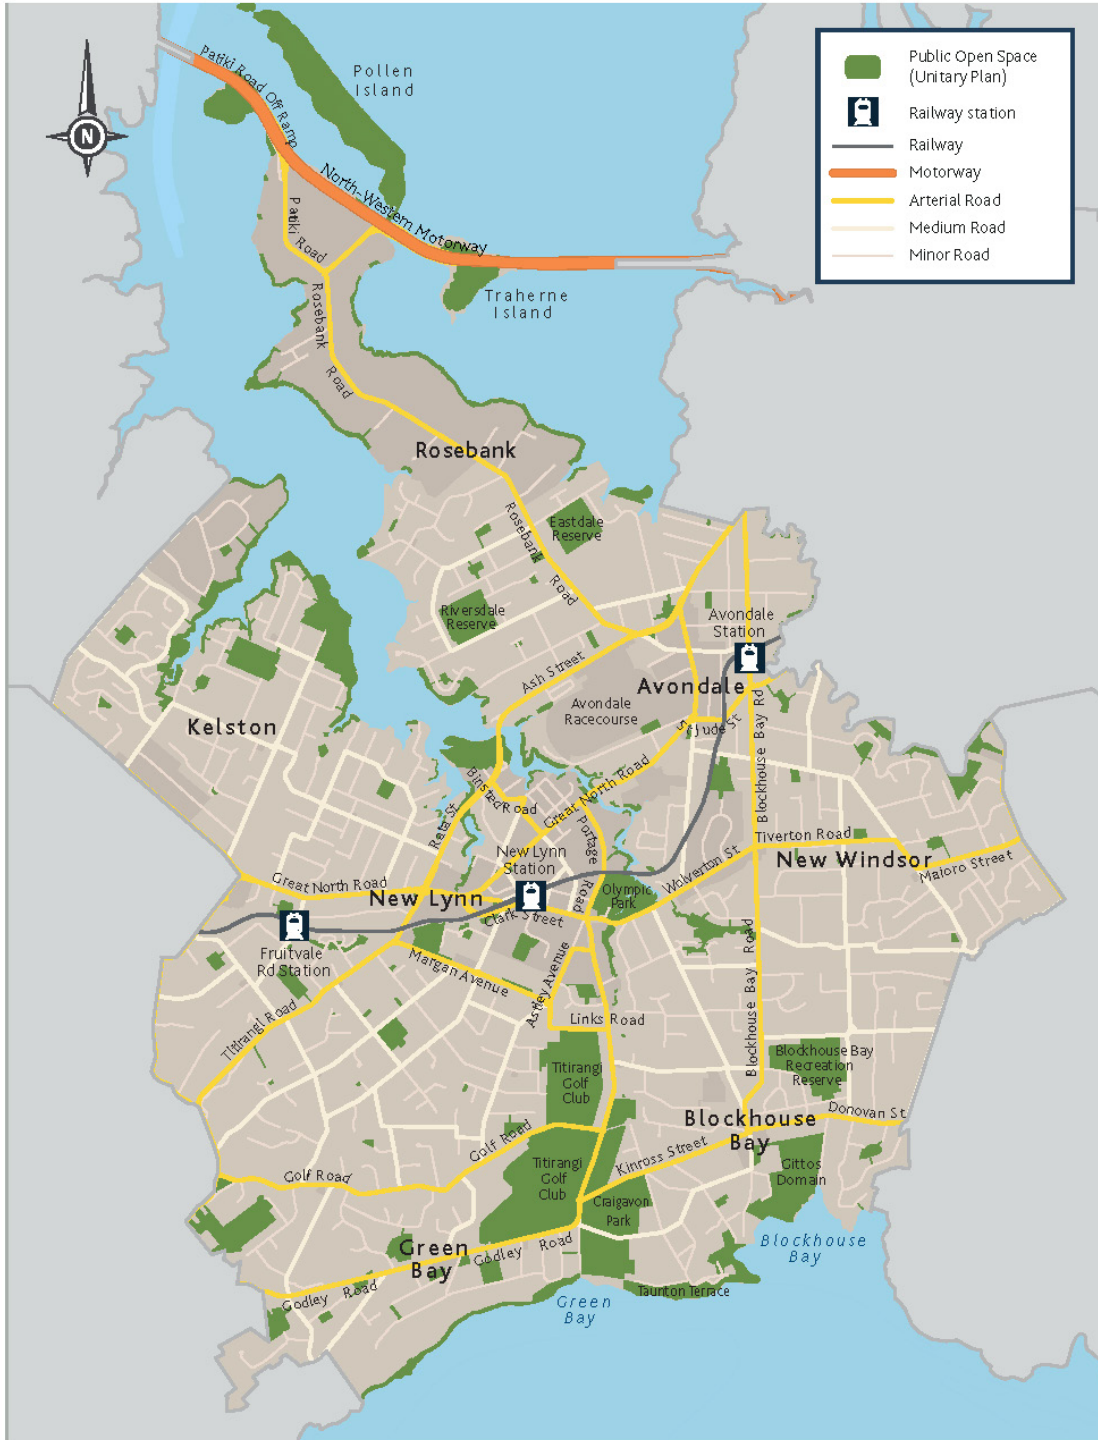 Patiki Road Off Ramp
Pollen
Island
Public Open Space
(Unitary Plan)
Railway station
Railway
Motorway
Arterial Road
Medium Road
Minor Road
N
North-Western Motorway
Patiki Road
Traherne
Island
Rosebank
Road
Rosebank
Rosebank
Road
Eastdale
Reserve
Riversdale
Reserve
Avondale
Station
Ash Street
Avondale
Avondale
Racecourse
St Jude St
Blockhouse Bay Rd
Kelston
Binsted Road
Great North Road
Rata St
Portage
Road
Tiverton Road
New Windsor
Maioro Street
Wolverton St
New Lynn
Station
Great North Road
New Lynn
Olympic
Park
Clark Street
Fruitvale
Rd Station
Margan Avenue
Astley Avenue
Blockhouse Bay Road
Titirangi Road
Links Road
Blockhouse Bay Road
Blockhouse Bay
Recreation
Reserve
Titirangi
Golf
Club
Blockhouse
Bay
Donovan St
Golf Road
Kinross Street
Golf Road
Titirangi
Golf
Club
Gittos
Domain
Craigavon
Park
Green
Bay
Godley Road
Blockhouse
Bay
Godley Road
Green
Bay
Taunton Terrace